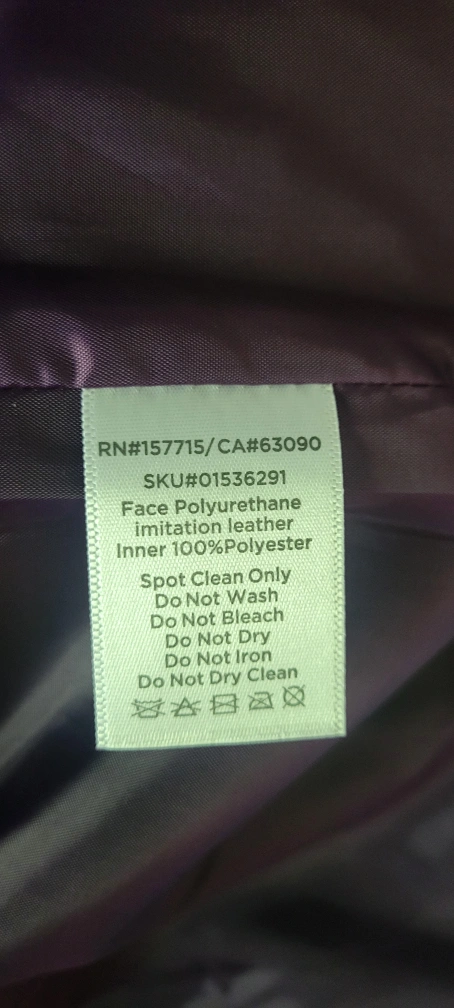 RN#157715/CA#63090
SKU#01536291
Face Polyurethane
imitation leather
Inner 100%Polyester
Spot Clean Only
Do Not Wash
Do Not Bleach
Do Not Dry
Do Not Iron
Do Not Dry Clean